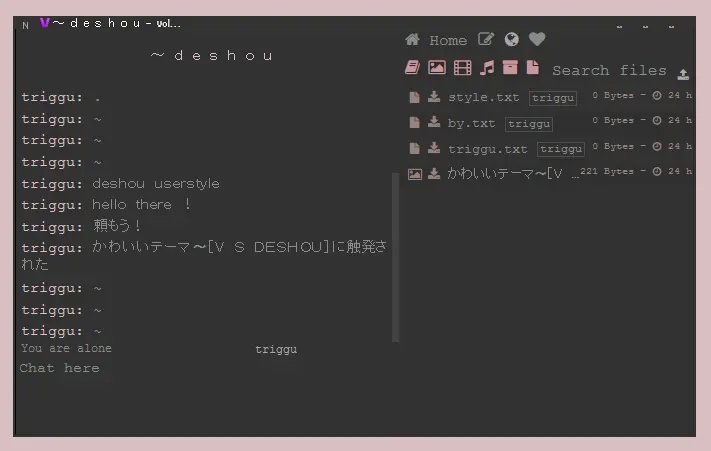 N V～ｄｅｓｈｏｕ - Vol...
～ｄｅｓｈｏｕ
triggu: .
triggu: ~
triggu: ~
triggu: ~
triggu: deshou userstyle
triggu: hello there ！
triggu: 頼もう！
triggu: かわいいテーマ～[V S DESHOU]に触発さ
れた
triggu: ~
triggu: ~
triggu: ~
You are alone triggu
Chat here
Home
Search files
style.txt triggu 0 Bytes - 24 h
by.txt triggu 0 Bytes - 24 h
triggu.txt triggu 0 Bytes - 24 h
かわいいテーマ～[V ... 221 Bytes - 24 h